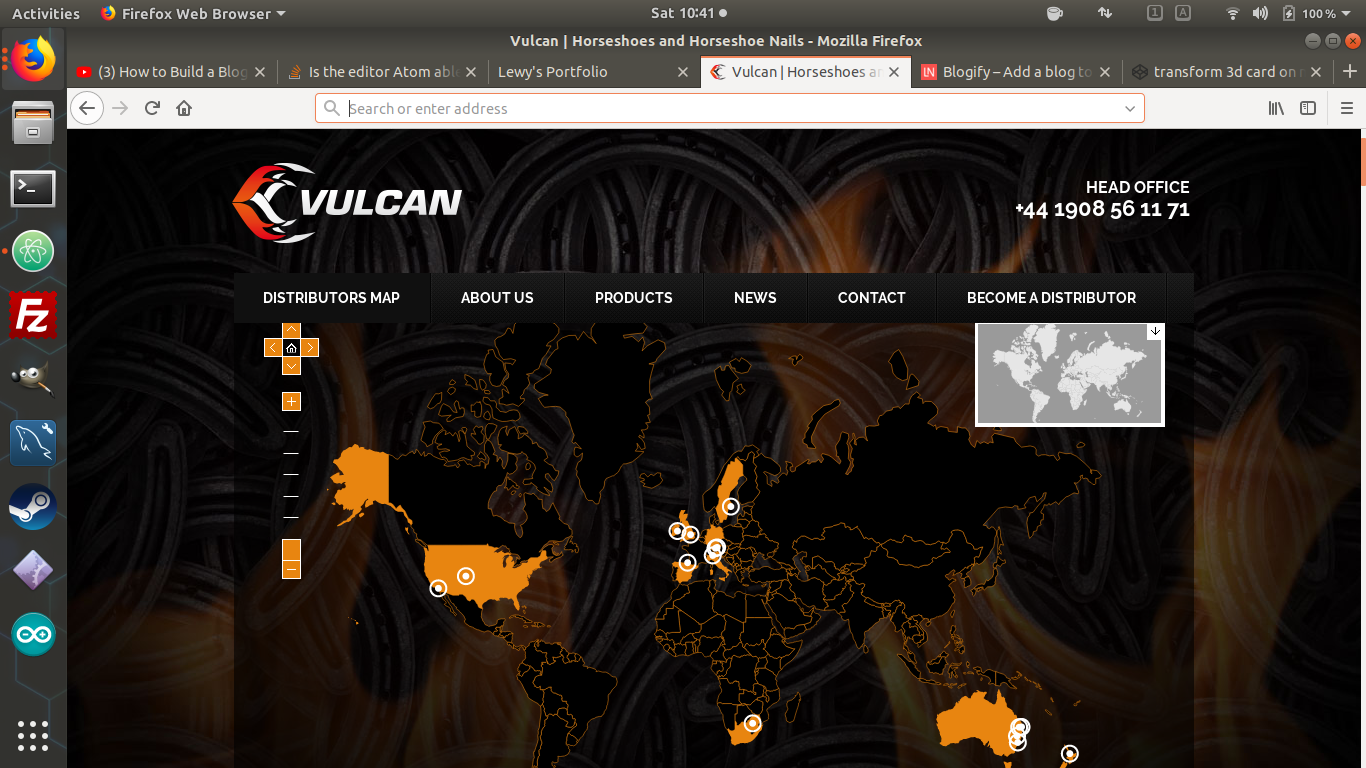 Activities
Firefox Web Browser
Sat 10:41
1
A
100 %
Vulcan | Horseshoes and Horseshoe Nails - Mozilla Firefox
(3) How to Build a Blog
Is the editor Atom able
Lewy's Portfolio
Vulcan | Horseshoes an
Blogify – Add a blog to
transform 3d card on
Search or enter address
VULCAN
HEAD OFFICE
+44 1908 56 11 71
DISTRIBUTORS MAP
ABOUT US
PRODUCTS
NEWS
CONTACT
BECOME A DISTRIBUTOR
Fz